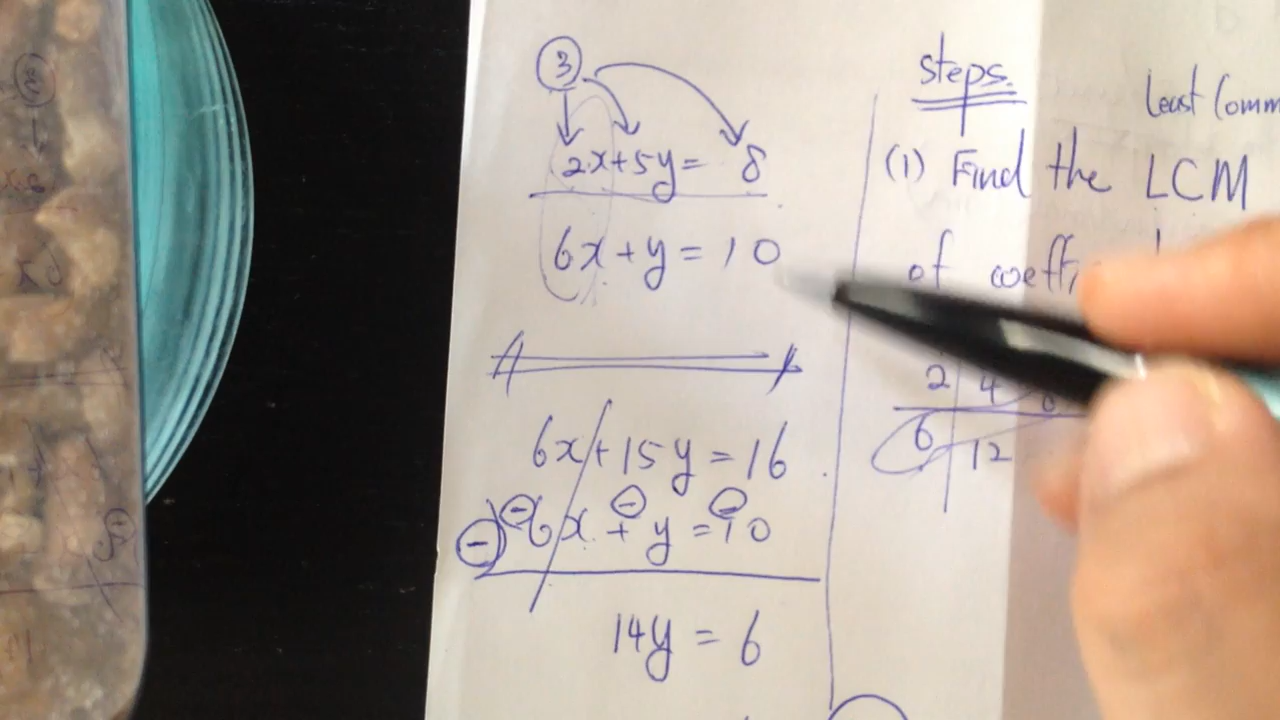 3
2x+5y= 8
6x+y=10
6x+15y=16
(-) - 6x + y = 10
- -
14y = 6
steps.
Least Comm
(1) Find the LCM
of coeff
2 4
6 12